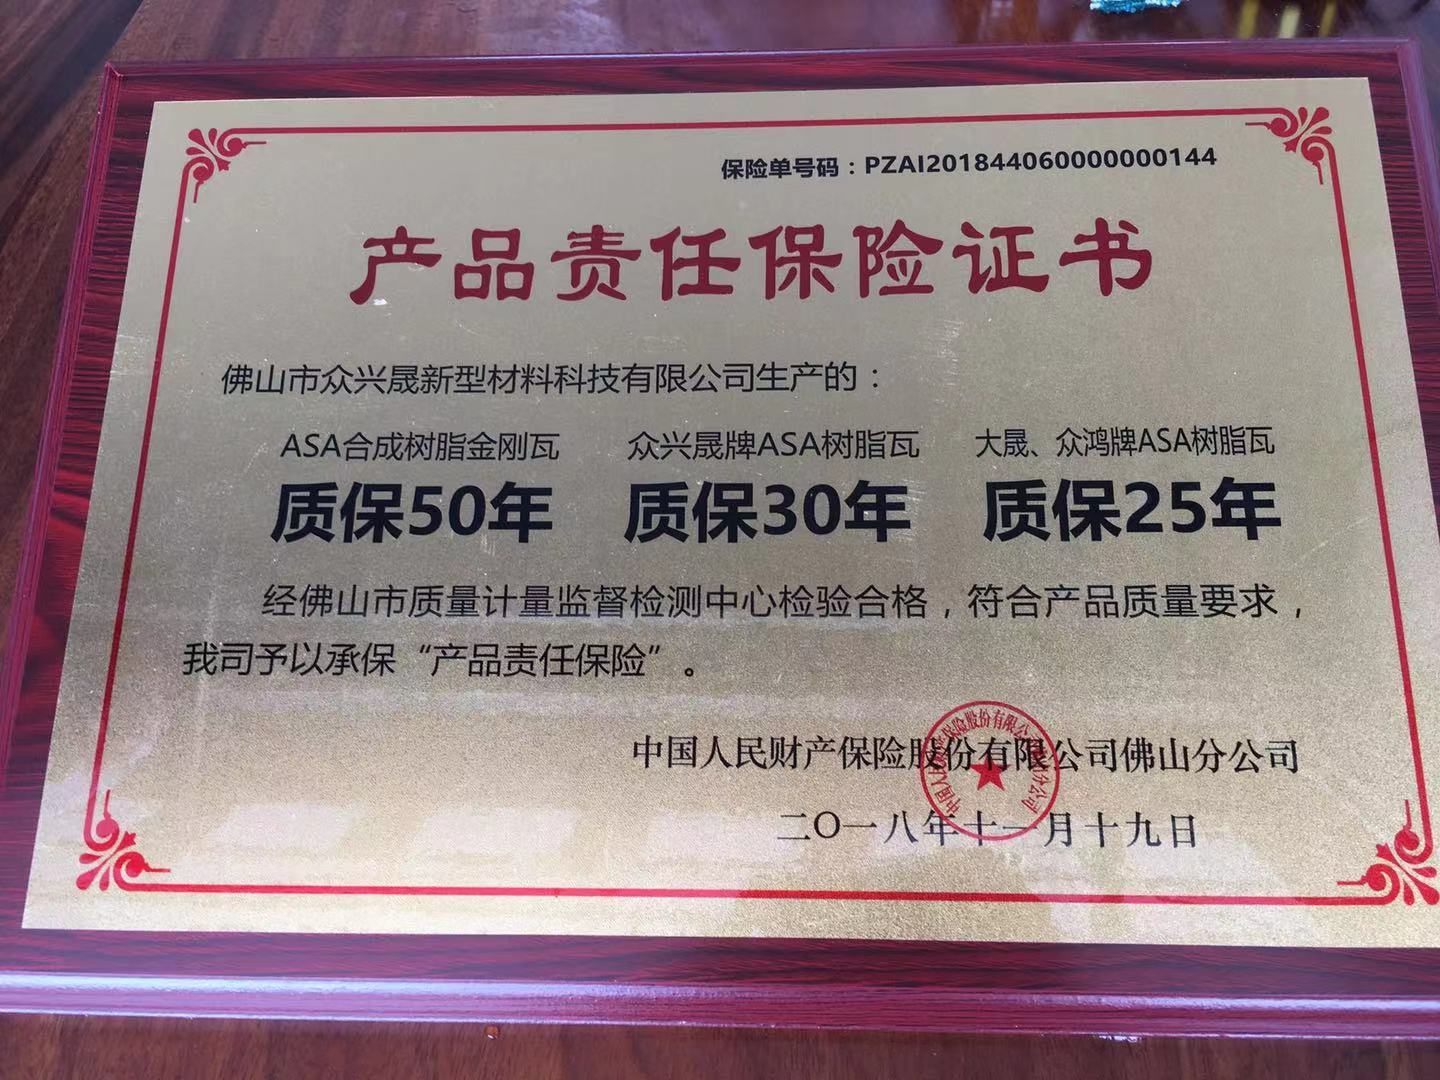 保险单号码：PZAI201844060000000144
产品责任保险证书
佛山市众兴晟新型材料科技有限公司生产的：
ASA合成树脂金刚瓦 众兴晟牌ASA树脂瓦 大晟、众鸿牌ASA树脂瓦
质保50年 质保30年 质保25年
经佛山市质量计量监督检测中心检验合格，符合产品质量要求，
我司予以承保“产品责任保险”。
中国人民财产保险股份有限公司佛山分公司
二〇一八年十一月十九日